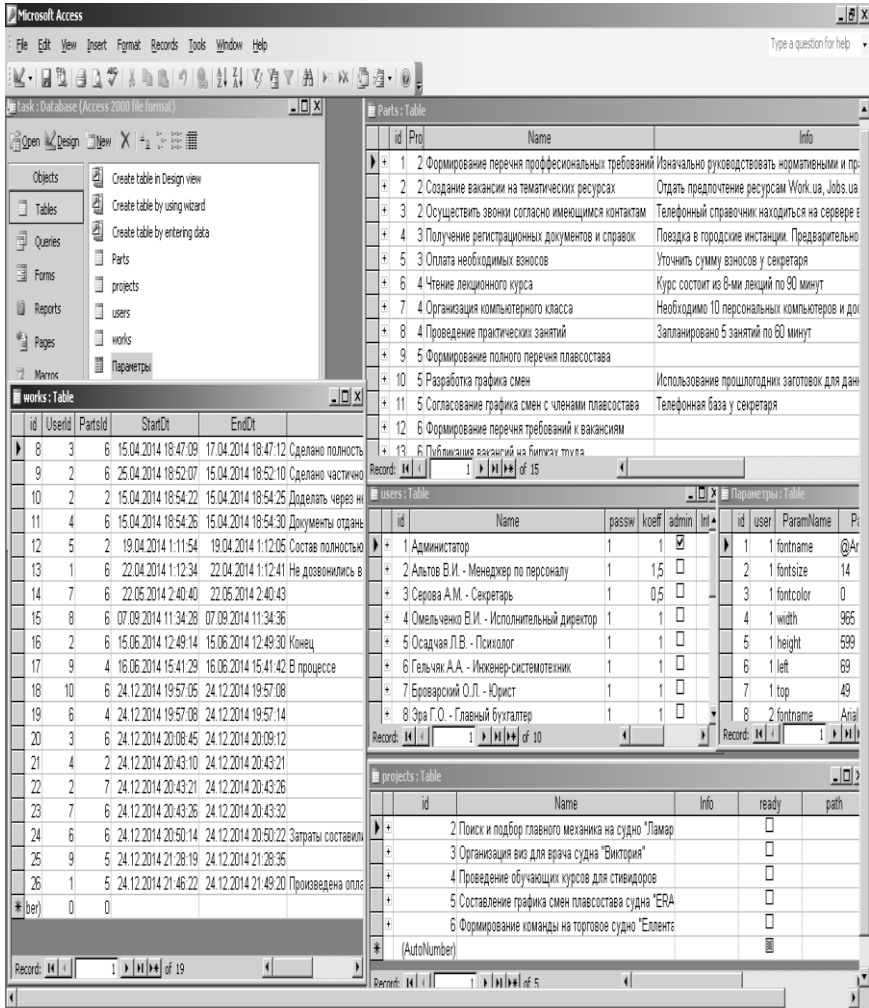 Microsoft Access
File Edit View Insert Format Records Tools Window Help
Type a question for help
task : Database (Access 2000 file format)
Open Design New
Objects
Tables
Queries
Forms
Reports
Pages
Macros
Create table in Design view
Create table by using wizard
Create table by entering data
Parts
projects
users
works
Параметры
Parts : Table
id Pro Name Info
1 2 Формирование перечня проффесиональных требований Изначально руководствовать нормативными и пр
2 2 Создание вакансии на тематических ресурсах Отдать предпочтение ресурсам Work.ua, Jobs.ua
3 2 Осуществить звонки согласно имеющимся контактам Телефонный справочник находиться на сервере в
4 3 Получение регистрационных документов и справок Поездка в городские инстанции. Предварительно
5 3 Оплата необходимых взносов Уточнить сумму взносов у секретаря
6 4 Чтение лекционного курса Курс состоит из 8-ми лекций по 90 минут
7 4 Организация компьютерного класса Необходимо 10 персональных компьютеров и дос
8 4 Проведение практических занятий Запланировано 5 занятий по 60 минут
9 5 Формирование полного перечня плавсостава
10 5 Разработка графика смен Использование прошлогодних заготовок для данн
11 5 Согласование графика смен с членами плавсостава Телефонная база у секретаря
12 6 Формирование перечня требований к вакансиям
13 6 Публикация вакансий на биржах труда
Record: 1 of 15
works : Table
id UserId PartsId StartDt EndDt
8 3 6 15.04.2014 18:47:09 17.04.2014 18:47:12 Сделано полность
9 2 6 25.04.2014 18:52:07 15.04.2014 18:52:10 Сделано частично
10 2 2 15.04.2014 18:54:22 15.04.2014 18:54:25 Доделать через не
11 4 6 15.04.2014 18:54:26 15.04.2014 18:54:30 Документы отдань
12 5 2 19.04.2014 1:11:54 19.04.2014 1:12:05 Состав полностью
13 1 6 22.04.2014 1:12:34 22.04.2014 1:12:41 Не дозвонились в
14 7 6 22.05.2014 2:40:40 22.05.2014 2:40:43
15 8 6 07.09.2014 11:34:28 07.09.2014 11:34:36
16 2 6 15.06.2014 12:49:14 15.06.2014 12:49:30 Конец
17 9 4 16.06.2014 15:41:29 16.06.2014 15:41:42 В процессе
18 10 6 24.12.2014 19:57:05 24.12.2014 19:57:08
19 6 4 24.12.2014 19:57:08 24.12.2014 19:57:14
20 3 6 24.12.2014 20:08:45 24.12.2014 20:09:12
21 4 2 24.12.2014 20:43:10 24.12.2014 20:43:21
22 2 7 24.12.2014 20:43:21 24.12.2014 20:43:26
23 7 6 24.12.2014 20:43:26 24.12.2014 20:43:32
24 6 6 24.12.2014 20:50:14 24.12.2014 20:50:22 Затраты составили
25 9 5 24.12.2014 21:28:19 24.12.2014 21:28:35
26 1 5 24.12.2014 21:46:22 24.12.2014 21:49:20 Произведена опла
ber) 0 0
Record: 1 of 19
users : Table
id Name passw koeff admin Inf
1 Администатор 1 1
2 Альтов В.И. - Менеджер по персоналу 1 1,5
3 Серова А.М. - Секретарь 1 0,5
4 Омельченко В.И. - Исполнительный директор 1 1
5 Осадчая Л.В. - Психолог 1 1
6 Гельчяк А.А. - Инженер-системотехник 1 1
7 Броварский О.Л. - Юрист 1 1
8 Эра Г.О. - Главный бухгалтер 1 1
Record: 1 of 10
Параметры : Table
id user ParamName Pa
1 1 fontname @Ar
2 1 fontsize 14
3 1 fontcolor 0
4 1 width 965
5 1 height 599
6 1 left 69
7 1 top 49
8 2 fontname Arial
Record: 1
projects : Table
id Name Info ready path
2 Поиск и подбор главного механика на судно "Ламар
3 Организация виз для врача судна "Виктория"
4 Проведение обучающих курсов для стивидоров
5 Составление графика смен плавсостава судна "ERA
6 Формирование команды на торговое судно "Еллента
(AutoNumber)
Record: 1 of 5